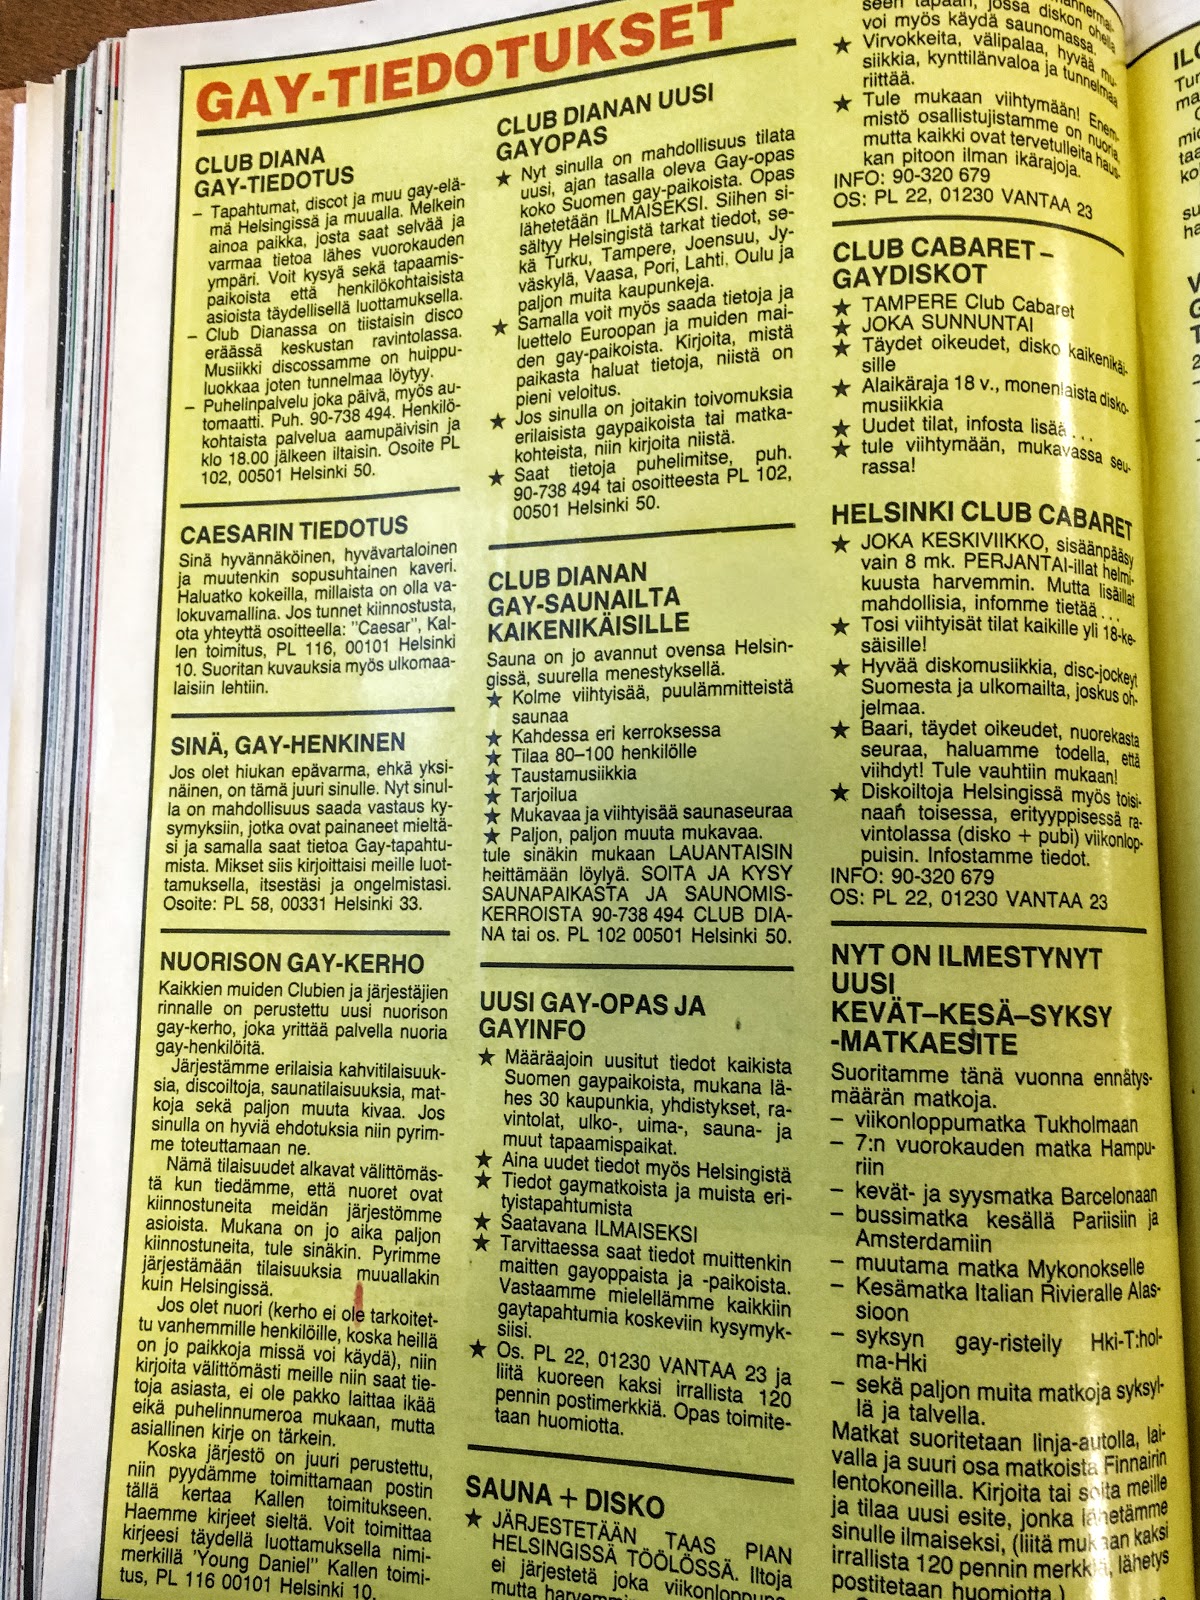 GAY-TIEDOTUKSET
CLUB DIANA
GAY-TIEDOTUS
– Tapahtumat, discot ja muu gay-elä-
mä Helsingissä ja muualla. Melkein
ainoa paikka, josta saat selvää ja
varmaa tietoa lähes vuorokauden
ympäri. Voit kysyä sekä tapaamis-
paikoista että henkilökohtaisista
asioista täydellisellä luottamuksella.
– Club Dianassa on tiistaisin disco
eräässä keskustan ravintolassa.
Musiikki discossamme on huippu-
luokkaa joten tunnelmaa löytyy.
– Puhelinpalvelu joka päivä, myös au-
tomaatti. Puh. 90-738 494. Henkilö-
kohtaista palvelua aamupäivisin ja
klo 18.00 jälkeen iltaisin. Osoite PL
102, 00501 Helsinki 50.
CAESARIN TIEDOTUS
Sinä hyvännäköinen, hyvävartaloinen
ja muutenkin sopusuhtainen kaveri.
Haluatko kokeilla, millaista on olla va-
lokuvamallina. Jos tunnet kiinnostusta,
ota yhteyttä osoitteella: "Caesar", Kal-
len toimitus, PL 116, 00101 Helsinki
10. Suoritan kuvauksia myös ulkomaa-
laisiin lehtiin.
SINÄ, GAY-HENKINEN
Jos olet hiukan epävarma, ehkä yksi-
näinen, on tämä juuri sinulle. Nyt sinul-
la on mahdollisuus saada vastaus ky-
symyksiin, jotka ovat painaneet mieltä-
si ja samalla saat tietoa Gay-tapahtu-
mista. Mikset siis kirjoittaisi meille luot-
tamuksella, itsestäsi ja ongelmistasi.
Osoite: PL 58, 00331 Helsinki 33.
NUORISON GAY-KERHO
Kaikkien muiden Clubien ja järjestäjien
rinnalle on perustettu uusi nuorison
gay-kerho, joka yrittää palvella nuoria
gay-henkilöitä.
Järjestämme erilaisia kahvitilaisuuk-
sia, discoiltoja, saunatilaisuuksia, mat-
koja sekä paljon muuta kivaa. Jos
sinulla on hyviä ehdotuksia niin pyrim-
me toteuttamaan ne.
Nämä tilaisuudet alkavat välittömäs-
tä kun tiedämme, että nuoret ovat
kiinnostuneita meidän järjestömme
asioista. Mukana on jo aika paljon
kiinnostuneita, tule sinäkin. Pyrimme
järjestämään tilaisuuksia muuallakin
kuin Helsingissä.
Jos olet nuori (kerho ei ole tarkoitet-
tu vanhemmille henkilöille, koska heillä
on jo paikkoja missä voi käydä), niin
kirjoita välittömästi meille niin saat tie-
toja asiasta, ei ole pakko laittaa ikää
eikä puhelinnumeroa mukaan, mutta
asiallinen kirje on tärkein.
Koska järjestö on juuri perustettu,
niin pyydämme toimittamaan postin
tällä kertaa Kallen toimitukseen.
Haemme kirjeet sieltä. Voit toimittaa
kirjeesi täydellä luottamuksella nimi-
merkillä 'Young Daniel" Kallen toimi-
tus, PL 116 00101 Helsinki 10.
CLUB DIANAN UUSI
GAYOPAS
★ Nyt sinulla on mahdollisuus tilata
uusi, ajan tasalla oleva Gay-opas
koko Suomen gay-paikoista. Opas
lähetetään ILMAISEKSI. Siihen si-
sältyy Helsingistä tarkat tiedot, se-
kä Turku, Tampere, Joensuu, Jy-
väskylä, Vaasa, Pori, Lahti, Oulu ja
paljon muita kaupunkeja.
★ Samalla voit myös saada tietoja ja
luettelo Euroopan ja muiden mai-
den gay-paikoista. Kirjoita, mistä
paikasta haluat tietoja, niistä on
pieni veloitus.
★ Jos sinulla on joitakin toivomuksia
erilaisista gaypaikoista tai matka-
kohteista, niin kirjoita niistä.
★ Saat tietoja puhelimitse, puh.
90-738 494 tai osoitteesta PL 102,
00501 Helsinki 50.
CLUB DIANAN
GAY-SAUNAILTA
KAIKENIKÄISILLE
Sauna on jo avannut ovensa Helsin-
gissä, suurella menestyksellä.
★ Kolme viihtyisää, puulämmitteistä
saunaa
★ Kahdessa eri kerroksessa
★ Tilaa 80–100 henkilölle
★ Taustamusiikkia
★ Tarjoilua
★ Mukavaa ja viihtyisää saunaseuraa
★ Paljon, paljon muuta mukavaa.
tule sinäkin mukaan LAUANTAISIN
heittämään löylyä. SOITA JA KYSY
SAUNAPAIKASTA JA SAUNOMIS-
KERROISTA 90-738 494 CLUB DIA-
NA tai os. PL 102 00501 Helsinki 50.
UUSI GAY-OPAS JA
GAYINFO
★ Määräajoin uusitut tiedot kaikista
Suomen gaypaikoista, mukana lä-
hes 30 kaupunkia, yhdistykset, ra-
vintolat, ulko-, uima-, sauna- ja
muut tapaamispaikat.
★ Aina uudet tiedot myös Helsingistä
★ Tiedot gaymatkoista ja muista eri-
tyistapahtumista
★ Saatavana ILMAISEKSI
★ Tarvittaessa saat tiedot muittenkin
maitten gayoppaista ja -paikoista.
Vastaamme mielellämme kaikkiin
gaytapahtumia koskeviin kysymyk-
siisi.
★ Os. PL 22, 01230 VANTAA 23 ja
liitä kuoreen kaksi irrallista 120
pennin postimerkkiä. Opas toimite-
taan huomiotta.
SAUNA + DISKO
★ JÄRJESTETÄÄN TAAS PIAN
HELSINGISSÄ TÖÖLÖSSÄ. Iltoja
ei järjestetä joka viikonloppuna
mutta harvemmin
seen tapaan, jossa diskon ohella
voi myös käydä saunomassa.
★ Virvokkeita, välipalaa, hyvää mu-
siikkia, kynttilänvaloa ja tunnelmaa
riittää.
★ Tule mukaan viihtymään! Enem-
mistö osallistujistamme on nuoria,
mutta kaikki ovat tervetulleita haus-
kan pitoon ilman ikärajoja.
INFO: 90-320 679
OS: PL 22, 01230 VANTAA 23
CLUB CABARET –
GAYDISKOT
★ TAMPERE Club Cabaret
★ JOKA SUNNUNTAI
★ Täydet oikeudet, disko kaikenikäi-
sille
★ Alaikäraja 18 v., monenlaista disko-
musiikkia
★ Uudet tilat, infosta lisää . . .
★ tule viihtymään, mukavassa seu-
rassa!
HELSINKI CLUB CABARET
★ JOKA KESKIVIIKKO, sisäänpääsy
vain 8 mk. PERJANTAI-illat helmi-
kuusta harvemmin. Mutta lisäillat
mahdollisia, infomme tietää . . .
★ Tosi viihtyisät tilat kaikille yli 18-ke-
säisille!
★ Hyvää diskomusiikkia, disc-jockeyt
Suomesta ja ulkomailta, joskus oh-
jelmaa.
★ Baari, täydet oikeudet, nuorekasta
seuraa, haluamme todella, että
viihdyt! Tule vauhtiin mukaan!
★ Diskoiltoja Helsingissä myös toisi-
naan toisessa, erityyppisessä ra-
vintolassa (disko + pubi) viikonlop-
puisin. Infostamme tiedot.
INFO: 90-320 679
OS: PL 22, 01230 VANTAA 23
NYT ON ILMESTYNYT
UUSI
KEVÄT–KESÄ–SYKSY
-MATKAESITE
Suoritamme tänä vuonna ennätys-
määrän matkoja.
– viikonloppumatka Tukholmaan
– 7:n vuorokauden matka Hampu-
riin
– kevät- ja syysmatka Barcelonaan
– bussimatka kesällä Pariisiin ja
Amsterdamiin
– muutama matka Mykonokselle
– Kesämatka Italian Rivieralle Alas-
sioon
– syksyn gay-risteily Hki-T:hol-
ma-Hki
– sekä paljon muita matkoja syksyl-
lä ja talvella.
Matkat suoritetaan linja-autolla, lai-
valla ja suuri osa matkoista Finnairin
lentokoneilla. Kirjoita tai soita meille
ja tilaa uusi esite, jonka lähetämme
sinulle ilmaiseksi, (liitä mukaan kaksi
irrallista 120 pennin merkkiä, lähetys
postitetaan huomiotta.)